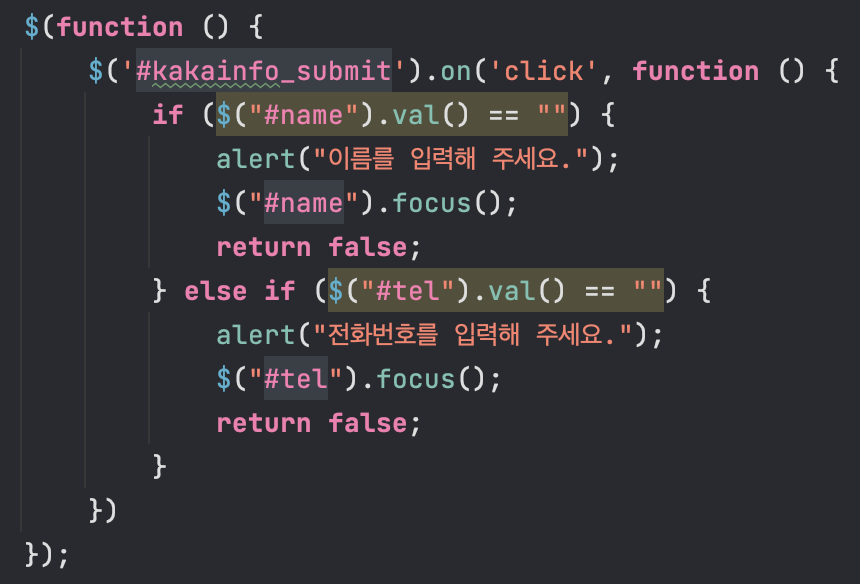 $(function () {
    $('#kakainfo_submit').on('click', function () {
        if ($("#name").val() == "") {
            alert("이름를 입력해 주세요.");
            $("#name").focus();
            return false;
        } else if ($("#tel").val() == "") {
            alert("전화번호를 입력해 주세요.");
            $("#tel").focus();
            return false;
        }
    })
});